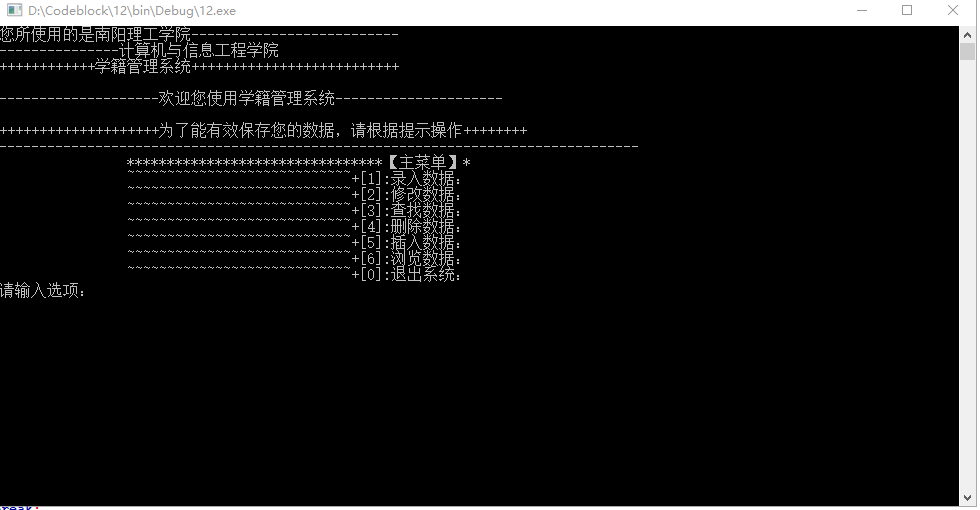 D:\Codeblock\12\bin\Debug\12.exe
您所使用的是南阳理工学院--------------------------
---------------计算机与信息工程学院
++++++++++++学籍管理系统++++++++++++++++++++++++++
--------------------欢迎您使用学籍管理系统---------------------
++++++++++++++++++++为了能有效保存您的数据，请根据提示操作++++++++
--------------------------------------------------------------------------------
********************************【主菜单】*
~~~~~~~~~~~~~~~~~~~~~~~~~~~~+[1]:录入数据：
~~~~~~~~~~~~~~~~~~~~~~~~~~~~+[2]:修改数据：
~~~~~~~~~~~~~~~~~~~~~~~~~~~~+[3]:查找数据：
~~~~~~~~~~~~~~~~~~~~~~~~~~~~+[4]:删除数据：
~~~~~~~~~~~~~~~~~~~~~~~~~~~~+[5]:插入数据：
~~~~~~~~~~~~~~~~~~~~~~~~~~~~+[6]:浏览数据：
~~~~~~~~~~~~~~~~~~~~~~~~~~~~+[0]:退出系统：
请输入选项：